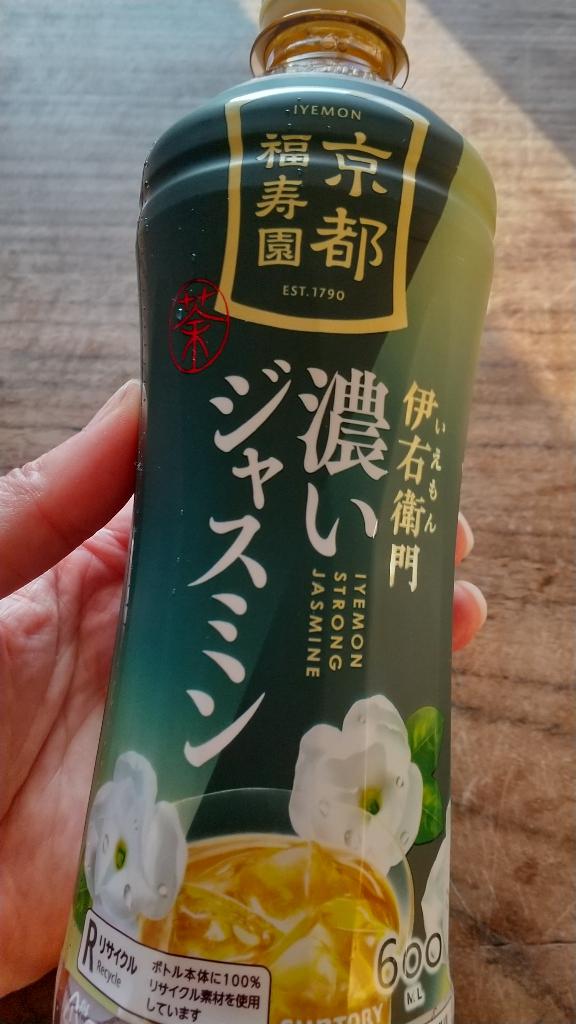 IYEMON
京都
福寿園
EST.1790
茶
伊右衛門
いえもん
濃い
ジャスミン
IYEMON
STRONG
JASMINE
R リサイクル
Recycle
ボトル本体に100%
リサイクル素材を使用
しています
600
ML
SUNTORY